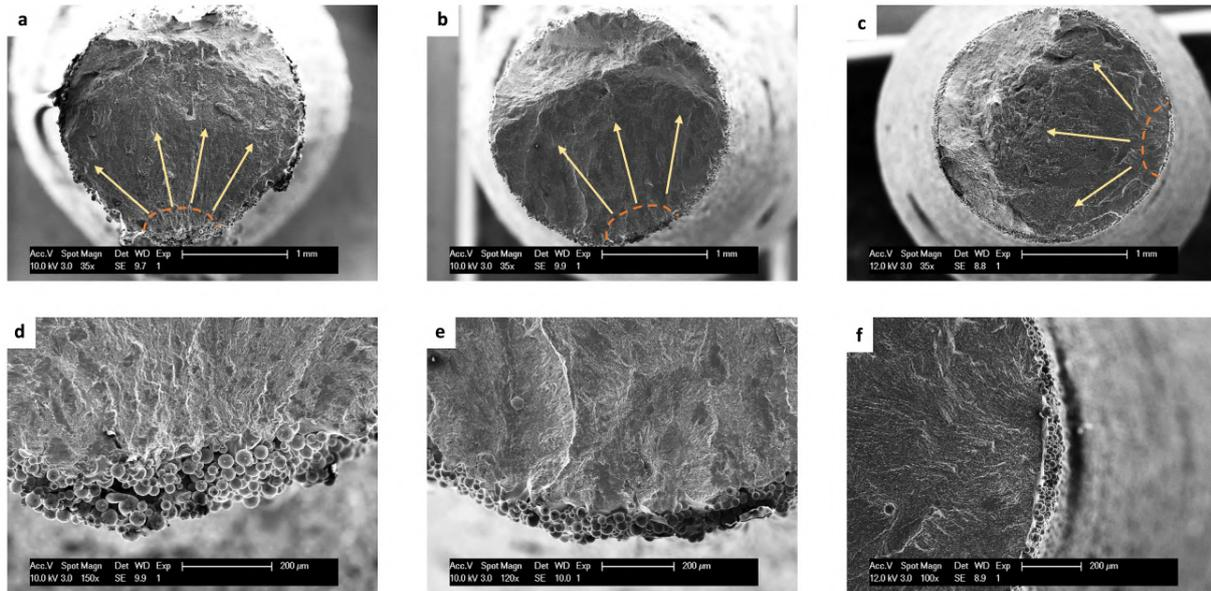 a
Acc.V Spot Magn Det WD Exp
10.0 kV 3.0 35x SE 9.7 1
1 mm
b
Acc.V Spot Magn Det WD Exp
10.0 kV 3.0 35x SE 9.9 1
1 mm
c
Acc.V Spot Magn Det WD Exp
12.0 kV 3.0 35x SE 8.8 1
1 mm
d
Acc.V Spot Magn Det WD Exp
10.0 kV 3.0 150x SE 9.9 1
200 µm
e
Acc.V Spot Magn Det WD Exp
10.0 kV 3.0 120x SE 10.0 1
200 µm
f
Acc.V Spot Magn Det WD Exp
12.0 kV 3.0 100x SE 8.9 1
200 µm